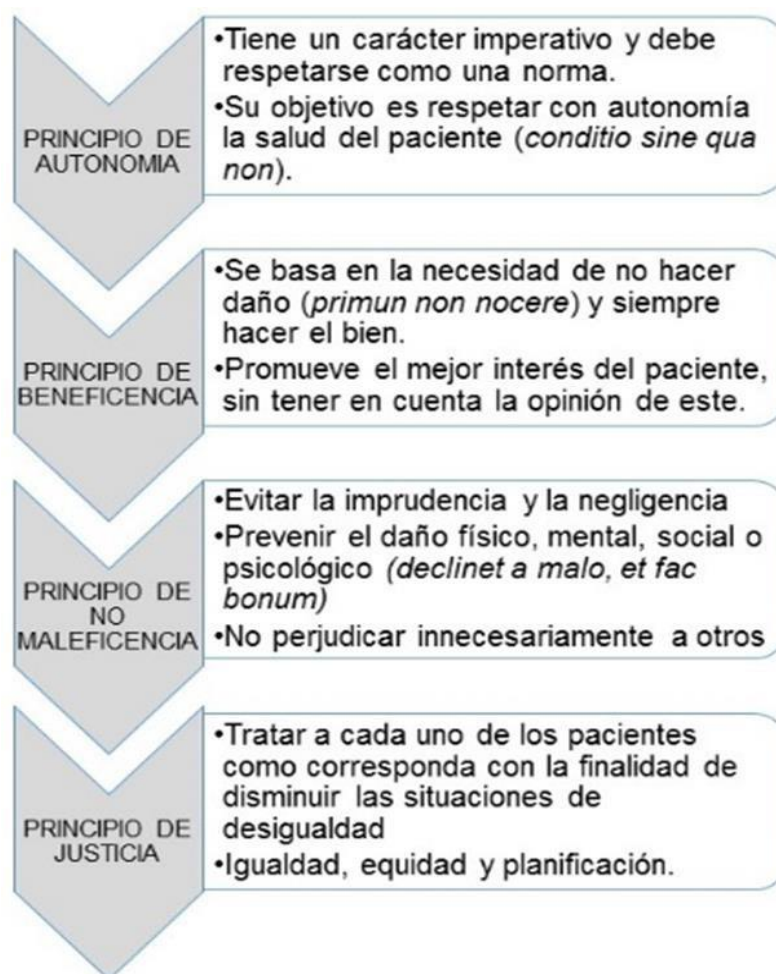 PRINCIPIO DE
AUTONOMIA
•Tiene un carácter imperativo y debe
respetarse como una norma.
•Su objetivo es respetar con autonomía
la salud del paciente (conditio sine qua
non).
PRINCIPIO DE
BENEFICENCIA
•Se basa en la necesidad de no hacer
daño (primun non nocere) y siempre
hacer el bien.
•Promueve el mejor interés del paciente,
sin tener en cuenta la opinión de este.
PRINCIPIO DE
NO
MALEFICENCIA
•Evitar la imprudencia y la negligencia
•Prevenir el daño físico, mental, social o
psicológico (declinet a malo, et fac
bonum)
•No perjudicar innecesariamente a otros
PRINCIPIO DE
JUSTICIA
•Tratar a cada uno de los pacientes
como corresponda con la finalidad de
disminuir las situaciones de
desigualdad
•Igualdad, equidad y planificación.